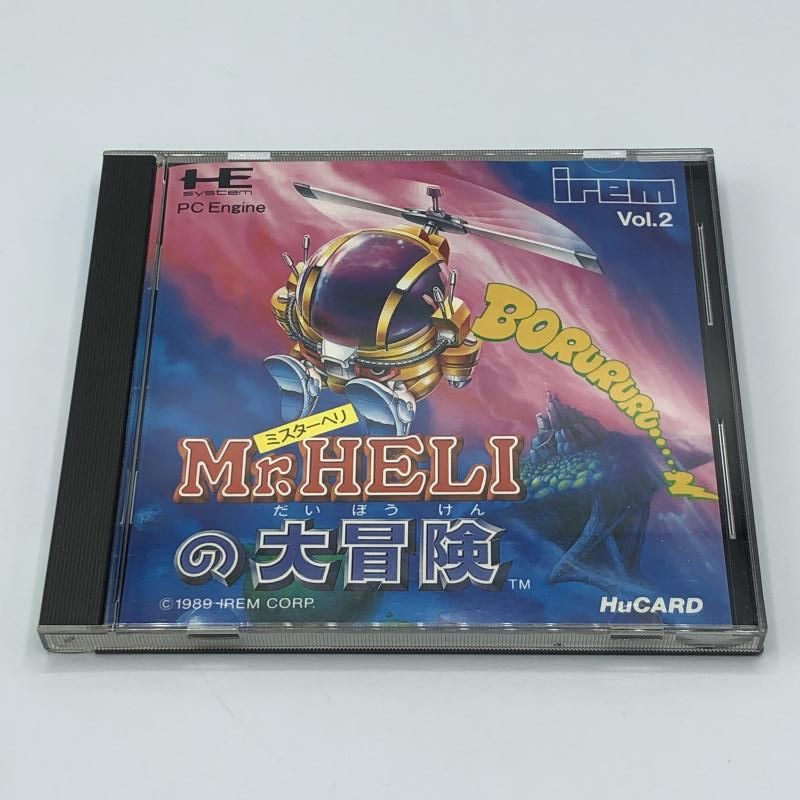 HE
system
PC Engine
irem
Vol.2
BORURURU....
ミスターヘリ
Mr.HELI
だいぼうけん
の大冒険
TM
©1989 IREM CORP.
HuCARD